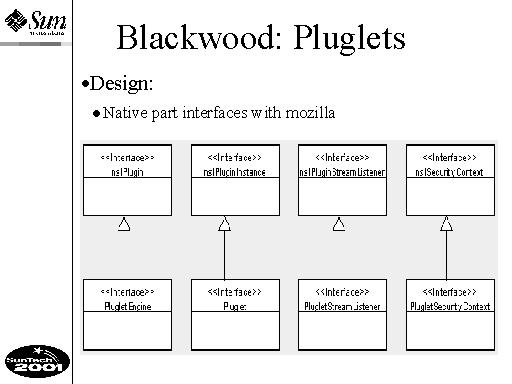 Sun
Blackwood: Pluglets
•Design:
•Native part interfaces with mozilla
<<Interface>> <<Interface>> <<Interface>> <<Interface>>
nsIPlugin nsIPluginInstance nsIPluginStreamListener nsISecurityContext
<<Interface>> <<Interface>> <<Interface>> <<Interface>>
PlugletEngine Pluglet PlugletStreamListener PlugletSecurityContext
SunTech
2001